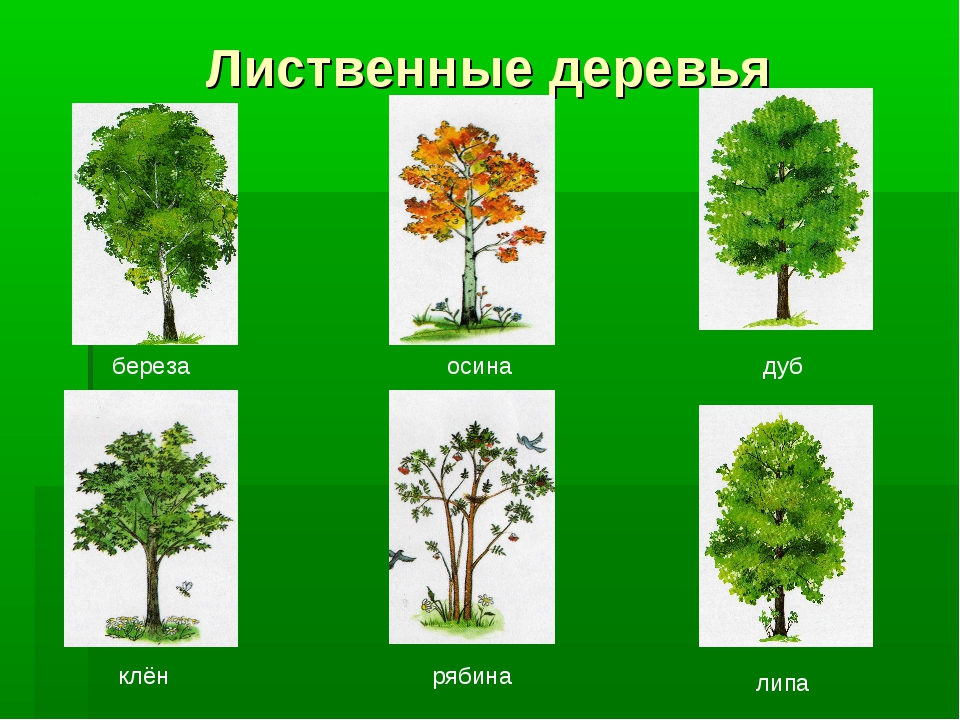 Лиственные деревья
береза осина дуб
клён рябина липа